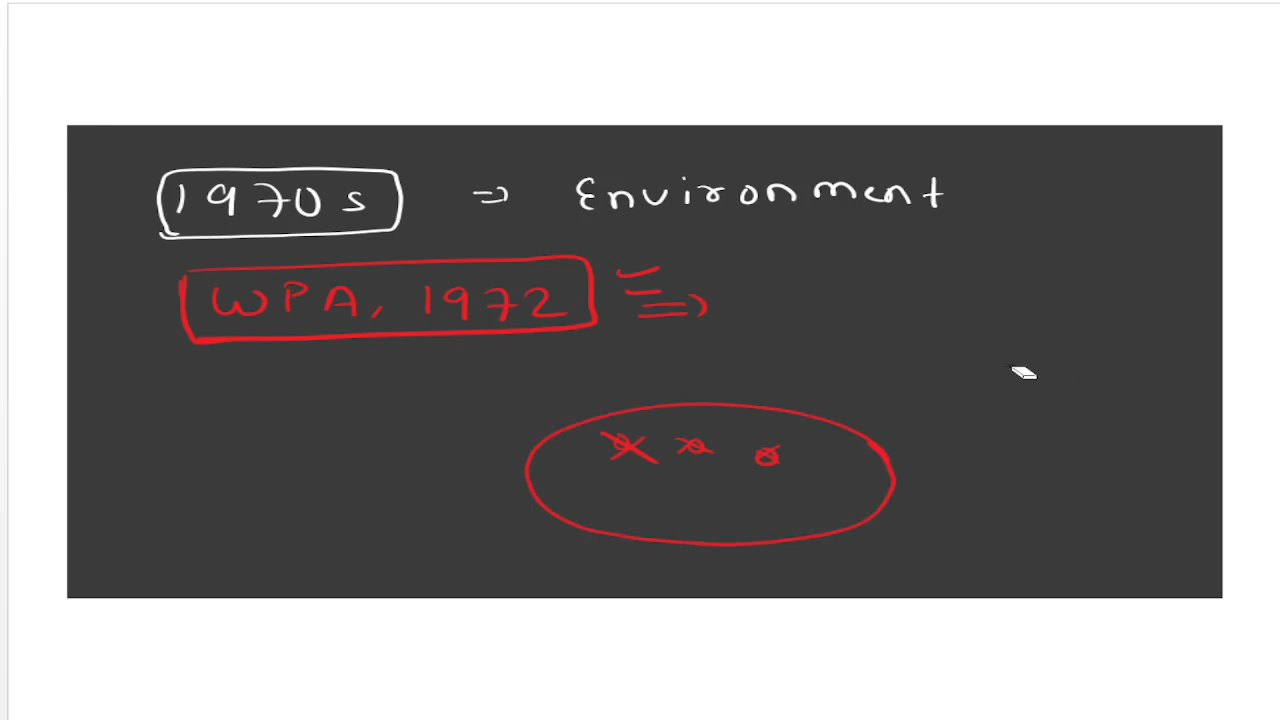 1970s => Environment
WPA, 1972 =>